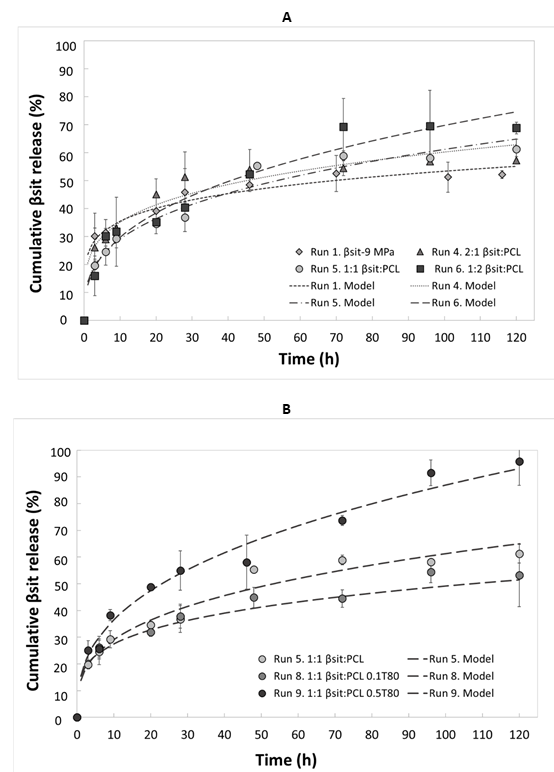 A
Cumulative βsit release (%)
100
90
80
70
60
50
40
30
20
10
0
Run 1. βsit-9 MPa
Run 4. 2:1 βsit:PCL
Run 5. 1:1 βsit:PCL
Run 6. 1:2 βsit:PCL
Run 1. Model
Run 4. Model
Run 5. Model
Run 6. Model
0 10 20 30 40 50 60 70 80 90 100 110 120
Time (h)
B
Cumulative βsit release (%)
100
90
80
70
60
50
40
30
20
10
0
Run 5. 1:1 βsit:PCL
Run 5. Model
Run 8. 1:1 βsit:PCL 0.1T80
Run 8. Model
Run 9. 1:1 βsit:PCL 0.5T80
Run 9. Model
0 10 20 30 40 50 60 70 80 90 100 110 120
Time (h)